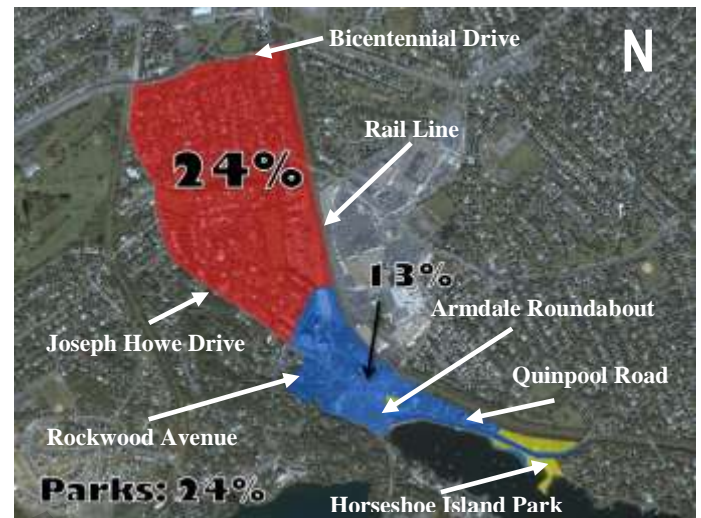 Bicentennial Drive
N
Rail Line
24%
13%
Armdale Roundabout
Joseph Howe Drive
Quinpool Road
Rockwood Avenue
Parks: 24%
Horseshoe Island Park